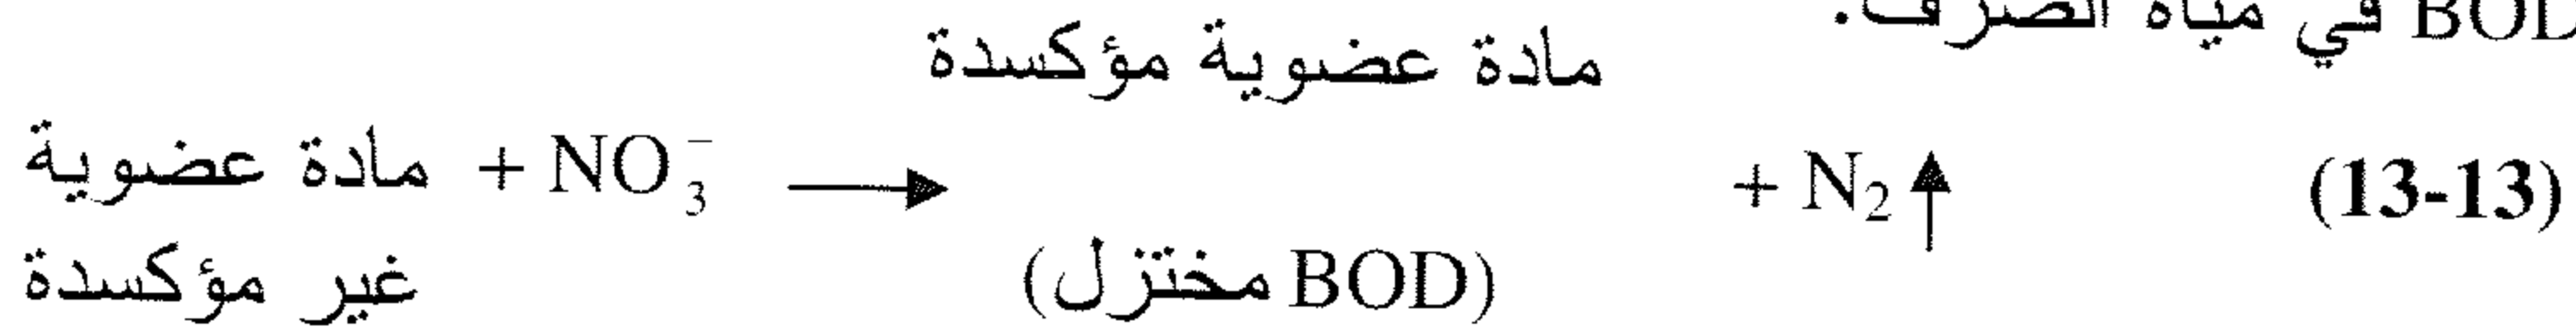 BOD في مياه الصرف.
مادة عضوية مؤكسدة
مادة عضوية + NO₃⁻ ⟶ + N₂↑ (13-13)
غير مؤكسدة (BOD مختزل)